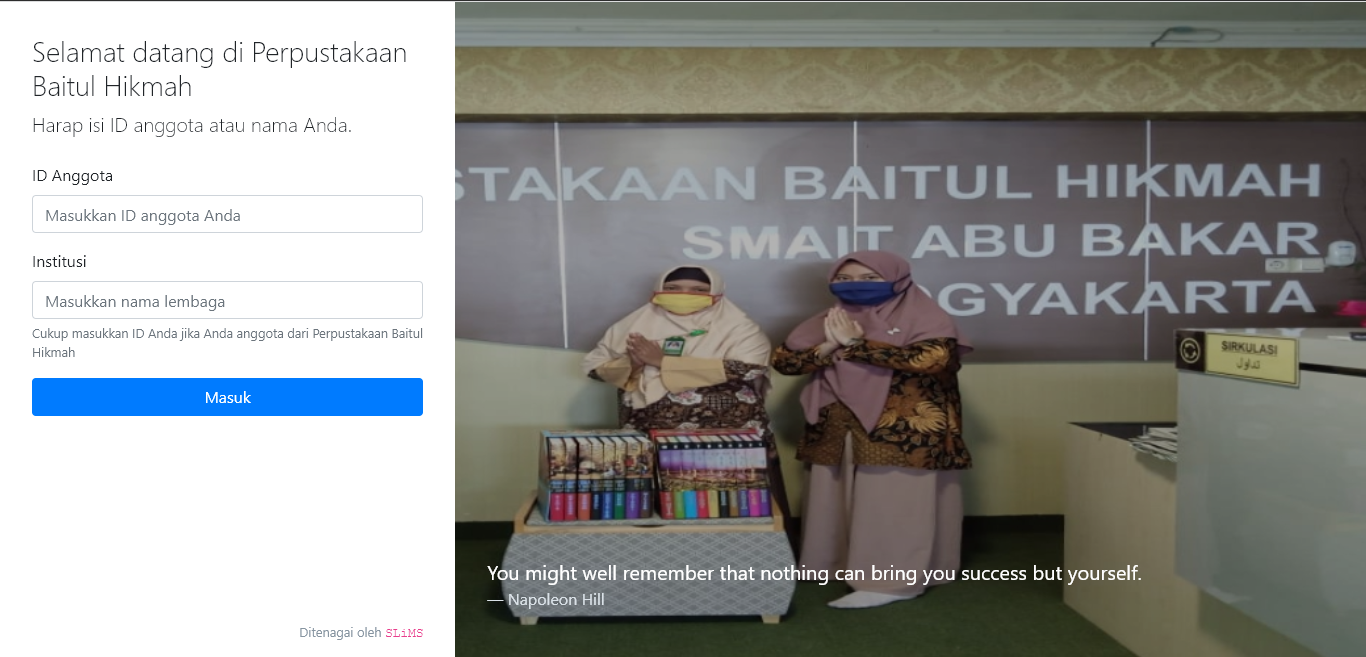 Selamat datang di Perpustakaan
Baitul Hikmah
Harap isi ID anggota atau nama Anda.
ID Anggota
Masukkan ID anggota Anda
Institusi
Masukkan nama lembaga
Cukup masukkan ID Anda jika Anda anggota dari Perpustakaan Baitul
Hikmah
Masuk
Ditenagai oleh SLiMS
STAKAAN BAITUL HIKMAH
SMAIT ABU BAKAR
OGYAKARTA
SIRKULASI
تداول
You might well remember that nothing can bring you success but yourself.
— Napoleon Hill